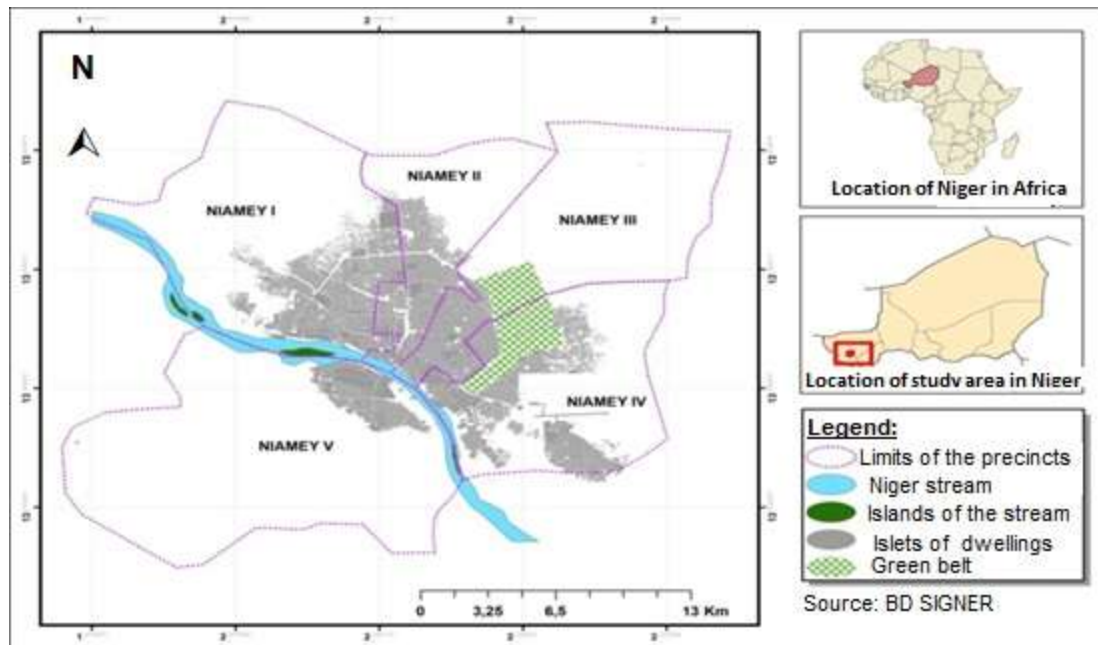 N
NIAMEY I
NIAMEY II
NIAMEY III
NIAMEY IV
NIAMEY V
0 3,25 6,5 13 Km
Location of Niger in Africa
Location of study area in Niger
Legend:
Limits of the precincts
Niger stream
Islands of the stream
Islets of dwellings
Green belt
Source: BD SIGNER